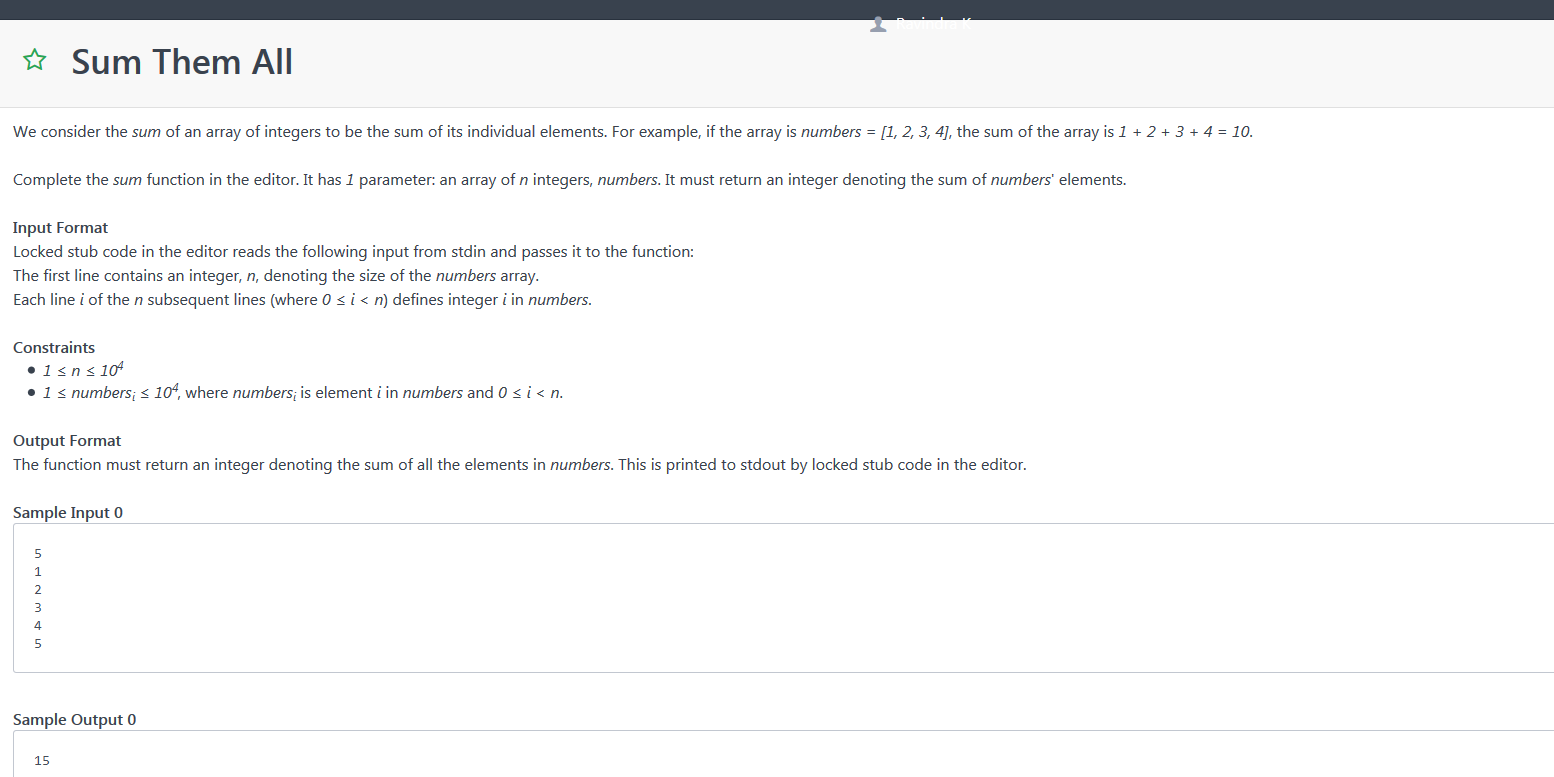 Sum Them All
We consider the sum of an array of integers to be the sum of its individual elements. For example, if the array is numbers = [1, 2, 3, 4], the sum of the array is 1 + 2 + 3 + 4 = 10.
Complete the sum function in the editor. It has 1 parameter: an array of n integers, numbers. It must return an integer denoting the sum of numbers' elements.
Input Format
Locked stub code in the editor reads the following input from stdin and passes it to the function:
The first line contains an integer, n, denoting the size of the numbers array.
Each line i of the n subsequent lines (where 0 ≤ i < n) defines integer i in numbers.
Constraints
• 1 ≤ n ≤ 10⁴
• 1 ≤ numbersᵢ ≤ 10⁴, where numbersᵢ is element i in numbers and 0 ≤ i < n.
Output Format
The function must return an integer denoting the sum of all the elements in numbers. This is printed to stdout by locked stub code in the editor.
Sample Input 0
5
1
2
3
4
5
Sample Output 0
15